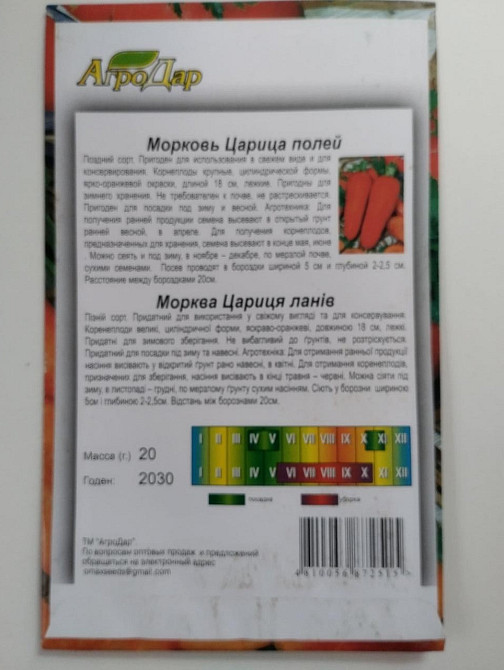 АгроДар
Морковь Царица полей
Поздний сорт. Пригоден для использования в свежем виде и для
консервирования. Корнеплоды крупные, цилиндрической формы,
ярко-оранжевой окраски, длиной 18 см, лежкие. Пригодны для
зимнего хранения. Не требователен к почве, не растрескивается.
Пригоден для посадки под зиму и весной. Агротехника: Для
получения ранней продукции семена высевают в открытый грунт
ранней весной, в апреле. Для получения корнеплодов,
предназначенных для хранения, семена высевают в конце мая, июне
. Можно сеять и под зиму, в ноябре – декабре, по мерзлой почве,
сухими семенами. Посев проводят в бороздки шириной 5 см и глубиной 2-2,5 см.
Расстояние между бороздками 20см.
Морква Цариця ланів
Пізній сорт. Придатний для використання у свіжому вигляді та для консервування.
Коренеплоди великі, циліндричної форми, яскраво-оранжеві, довжиною 18 см, лежкі.
Придатні для зимового зберігання. Не вибагливий до ґрунтів, не розтріскується.
Придатний для посадки під зиму та навесні. Агротехніка: Для отримання ранньої продукції
насіння висівають у відкритий ґрунт рано навесні, в квітні. Для отримання коренеплодів,
призначених для зберігання, насіння висівають в кінці травня – червні. Можна сіяти під
зиму, в листопаді – грудні, по мерзлому ґрунту сухим насінням. Сіють у борозни шириною
5см і глибиною 2-2,5см. Відстань між борознами 20см.
I II III IV V VI VII VIII IX X XI XII
Масса (г.) 20
Годен: 2030
I II III IV V VI VII VIII IX X XI XII
посадка уборка
ТМ "АгроДар"
По вопросам оптовых продаж и предложений
обращаться на электронный адрес
omaxseeds@gmail.com